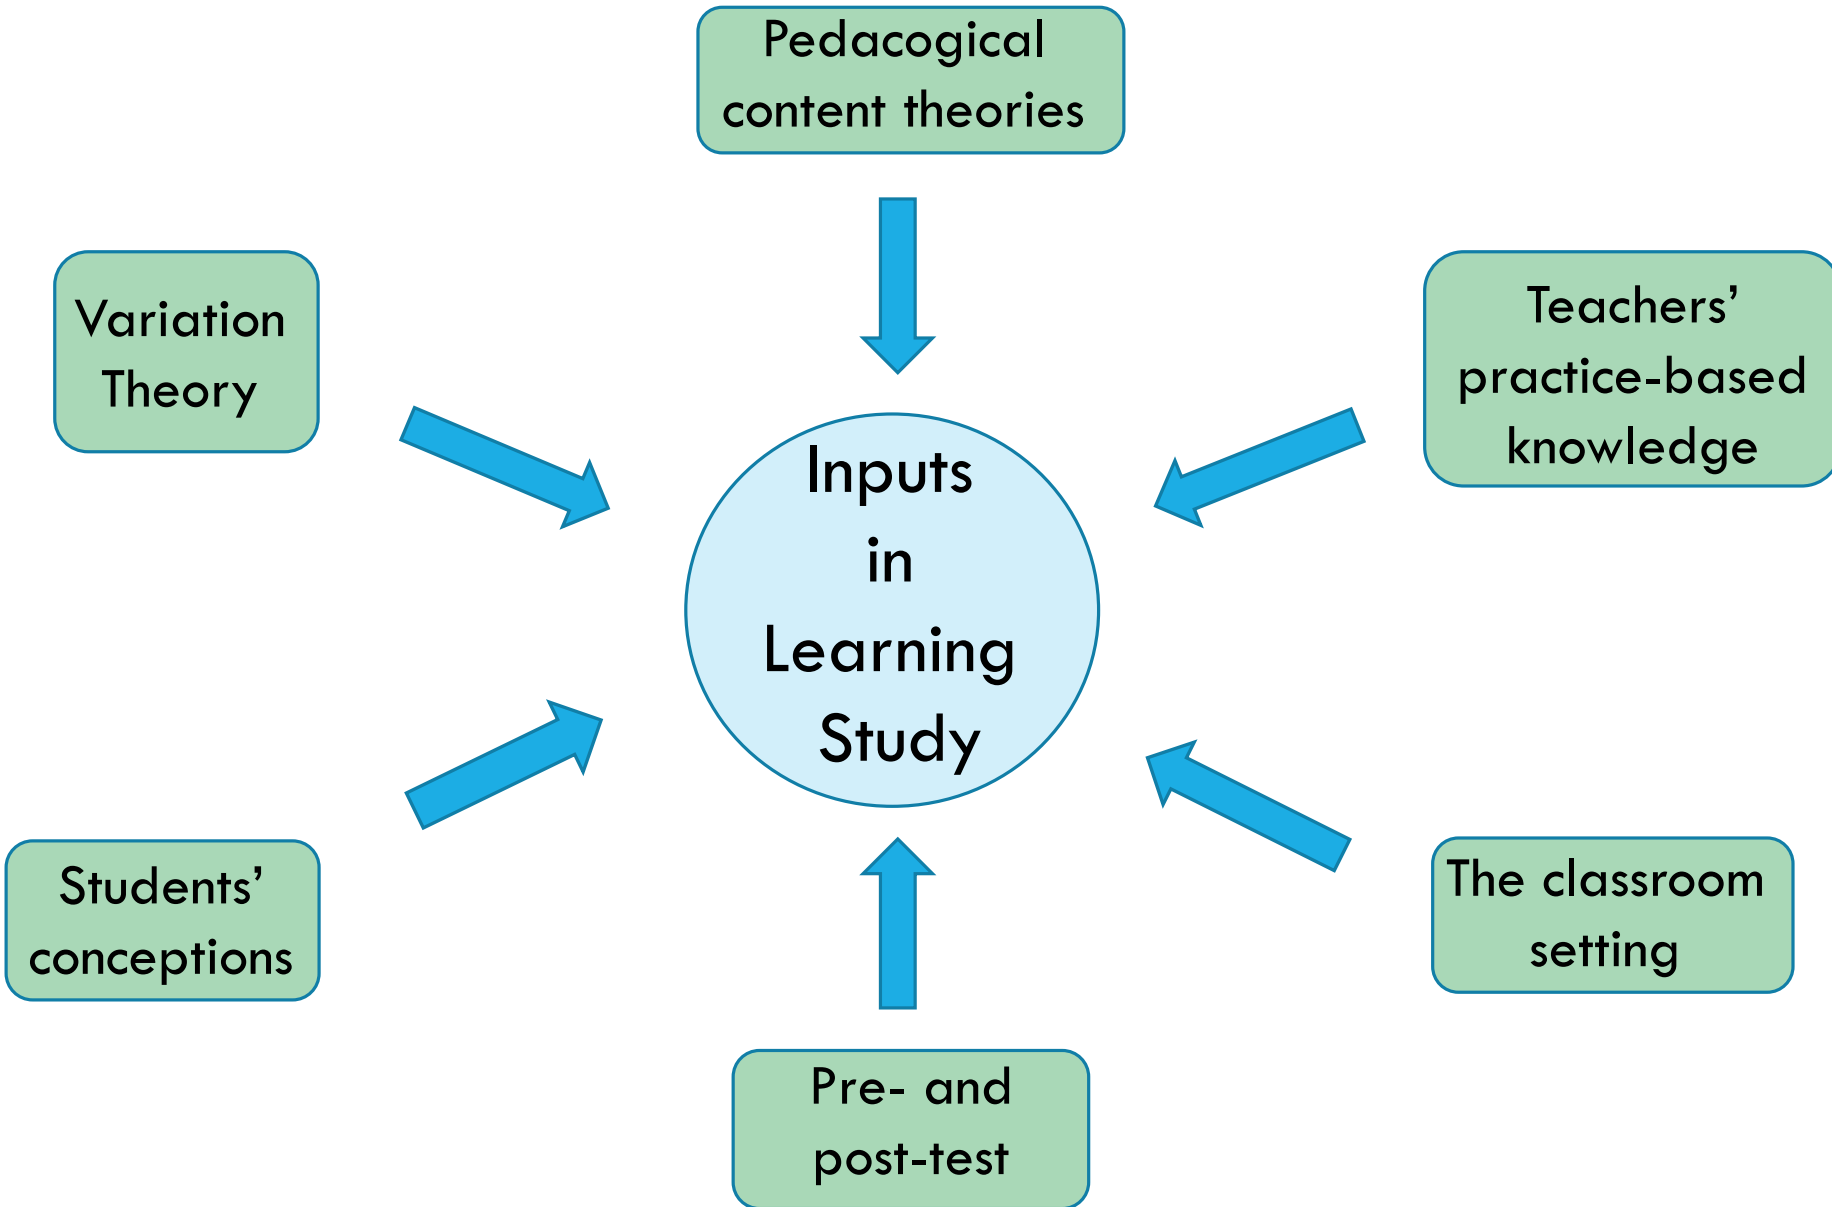 Pedacogical
content theories
Variation
Theory
Teachers’
practice-based
knowledge
Inputs
in
Learning
Study
Students’
conceptions
The classroom
setting
Pre- and
post-test